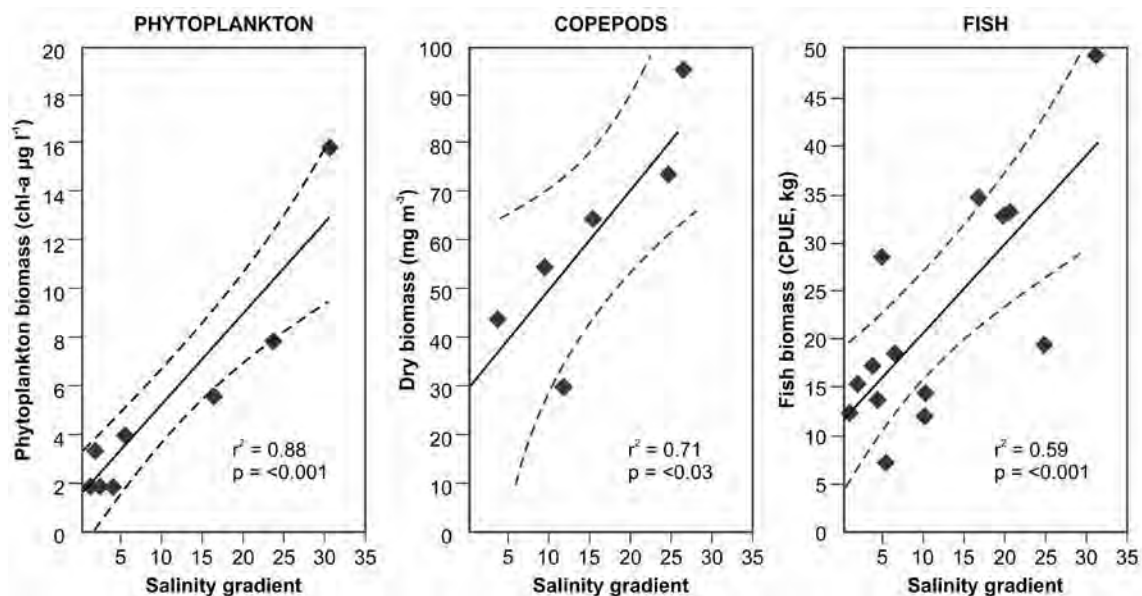 PHYTOPLANKTON
Phytoplankton biomass (chl-a µg l⁻¹)
20
18
16
14
12
10
8
6
4
2
0
r² = 0.88
p = <0.001
5 10 15 20 25 30 35
Salinity gradient
COPEPODS
Dry biomass (mg m⁻³)
100
90
80
70
60
50
40
30
20
10
0
r² = 0.71
p = <0.03
5 10 15 20 25 30 35
Salinity gradient
FISH
Fish biomass (CPUE, kg)
50
45
40
35
30
25
20
15
10
5
0
r² = 0.59
p = <0.001
5 10 15 20 25 30 35
Salinity gradient